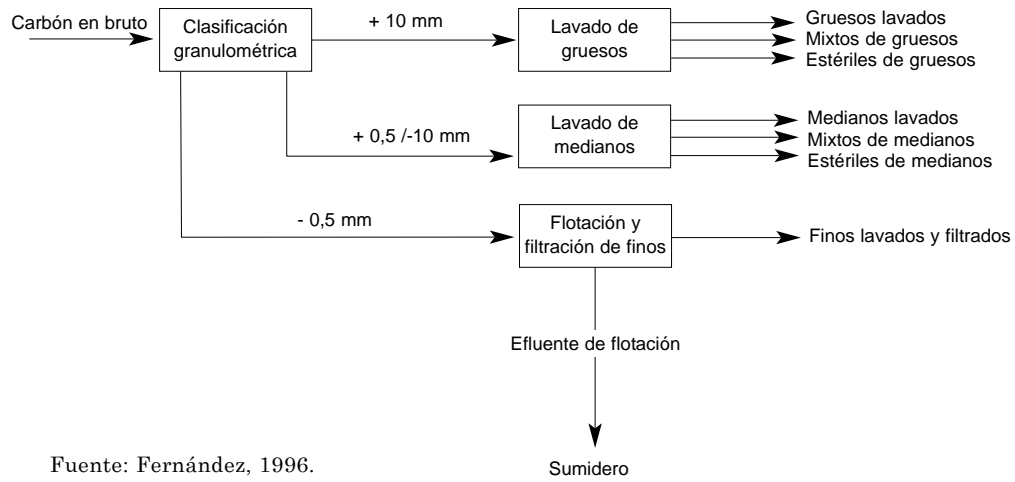 Carbón en bruto
Clasificación
granulométrica
+ 10 mm
Lavado de
gruesos
Gruesos lavados
Mixtos de gruesos
Estériles de gruesos
+ 0,5 /-10 mm
Lavado de
medianos
Medianos lavados
Mixtos de medianos
Estériles de medianos
- 0,5 mm
Flotación y
filtración de finos
Finos lavados y filtrados
Efluente de flotación
Sumidero
Fuente: Fernández, 1996.